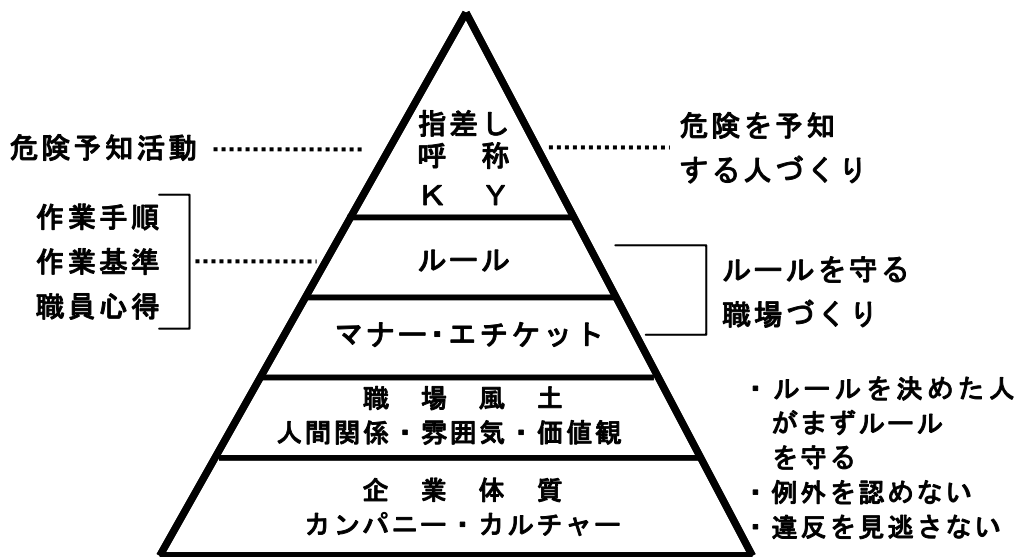 危険予知活動
作業手順
作業基準
職員心得
指差し
呼　称
Ｋ　Ｙ
ルール
マナー・エチケット
職　場　風　土
人間関係・雰囲気・価値観
企　業　体　質
カンパニー・カルチャー
危険を予知
する人づくり
ルールを守る
職場づくり
・ルールを決めた人
がまずルール
を守る
・例外を認めない
・違反を見逃さない